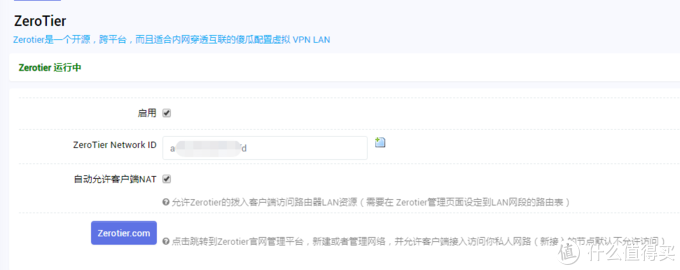 ZeroTier
Zerotier是一个开源，跨平台，而且适合内网穿透互联的傻瓜配置虚拟 VPN LAN
Zerotier 运行中
启用
ZeroTier Network ID
a d
自动允许客户端NAT
允许Zerotier的拨入客户端访问路由器LAN资源（需要在 Zerotier管理页面设定到LAN网段的路由表）
Zerotier.com
点击跳转到Zerotier官网管理平台，新建或者管理网络，并允许客户端接入访问你私人网路（新接入的节点默认不允许访问）
值 什么值得买